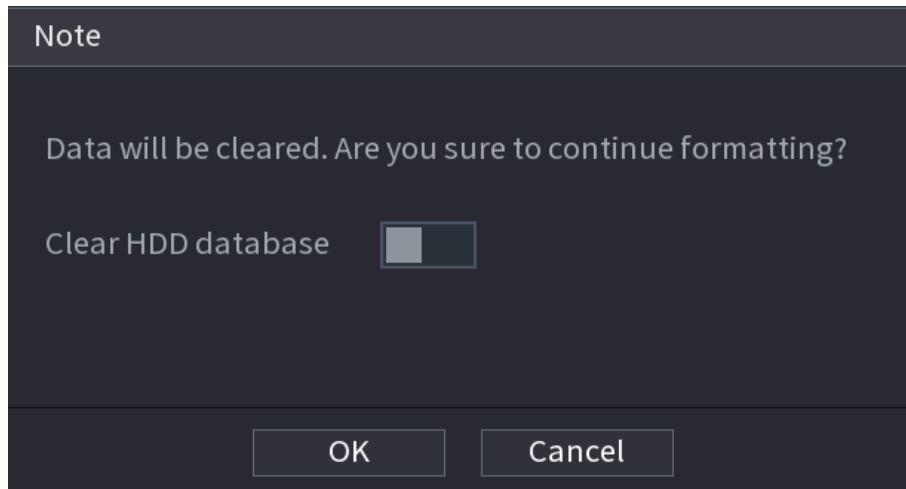 Note
Data will be cleared. Are you sure to continue formatting?
Clear HDD database
OK
Cancel